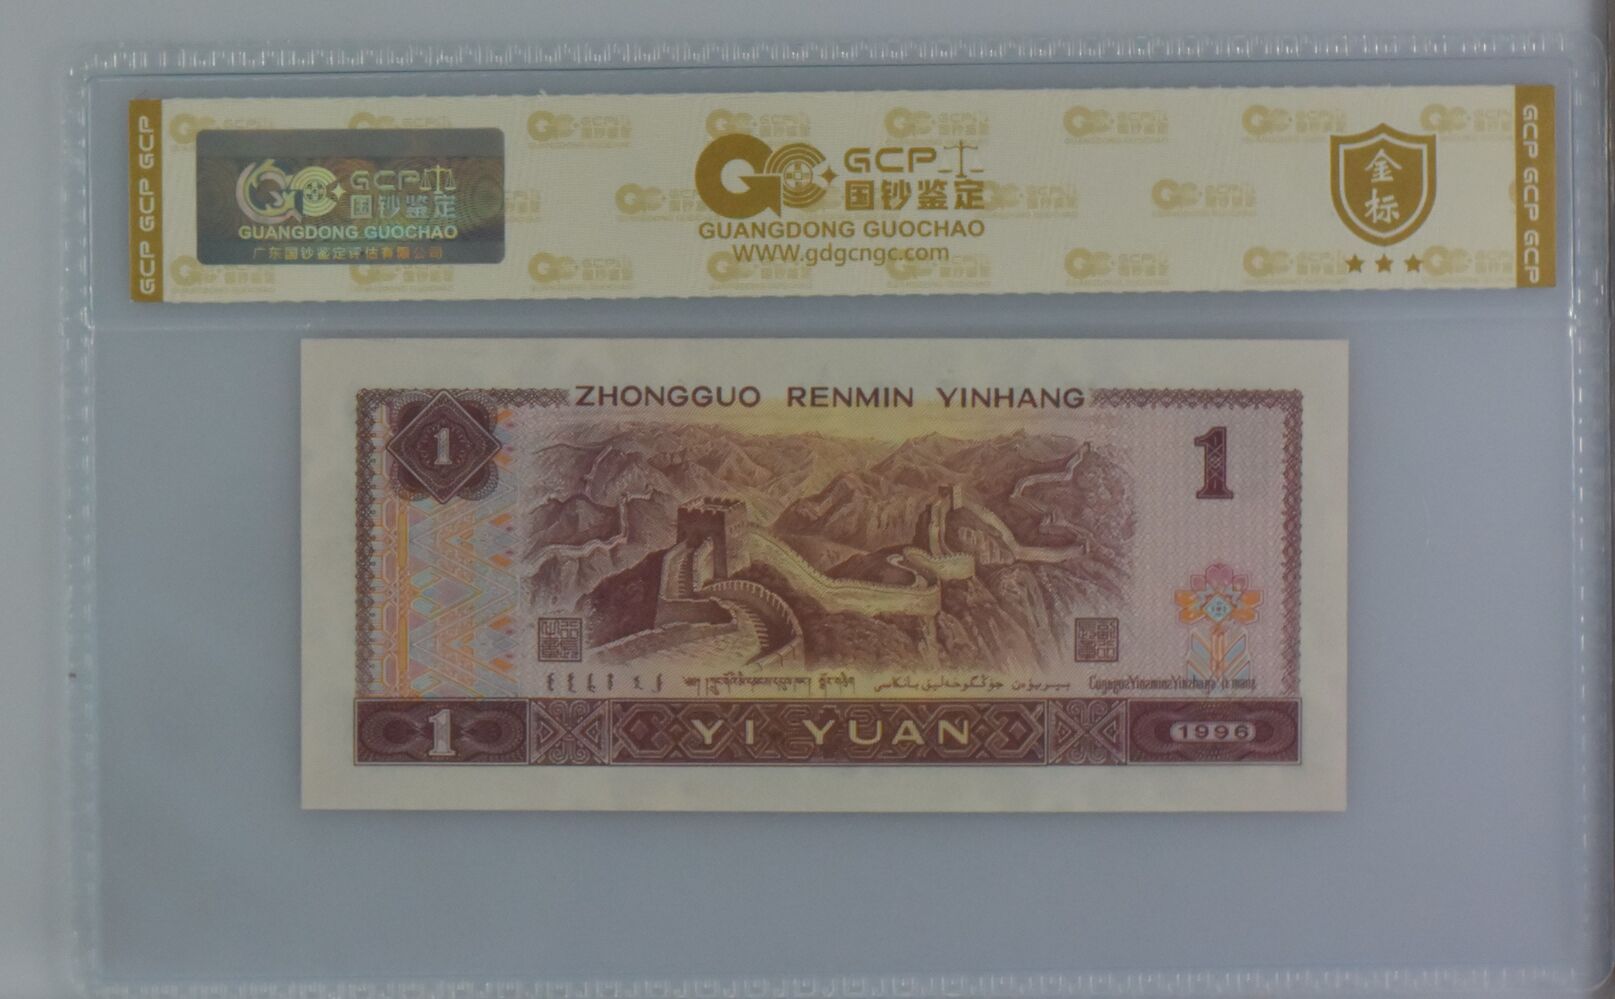 GCP GCP
GCP
国钞鉴定
GUANGDONG GUOCHAO
广东国钞鉴定评估有限公司
GCP
国钞鉴定
GUANGDONG GUOCHAO
WWW.gdgcngc.com
金标
GCP GCP
ZHONGGUO RENMIN YINHANG
1
1
1
YI YUAN
1996